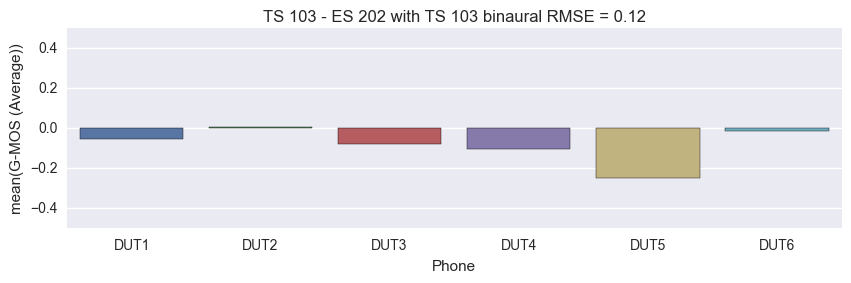 TS 103 - ES 202 with TS 103 binaural RMSE = 0.12
mean(G-MOS (Average))
0.4
0.2
0.0
−0.2
−0.4
DUT1 DUT2 DUT3 DUT4 DUT5 DUT6
Phone